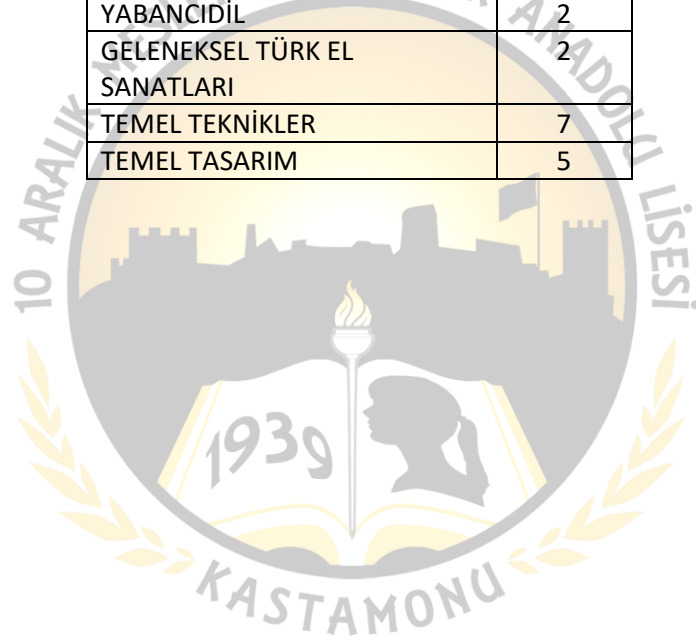 YABANCIDİL 2
GELENEKSEL TÜRK EL 2
SANATLARI
TEMEL TEKNİKLER 7
TEMEL TASARIM 5
10 ARALIK MESLEKİ ANADOLU LİSESİ
1939
KASTAMONU